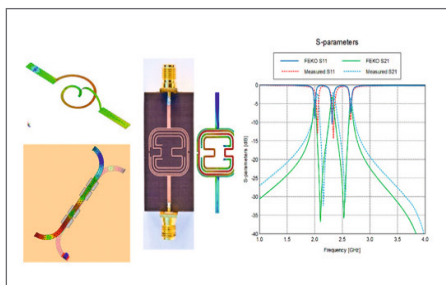 S-parameters
FEKO S11
FEKO S21
Measured S11
Measured S21
S-parameters [dB]
0
-5
-10
-15
-20
-25
-30
-35
-40
1.0
1.5
2.0
2.5
3.0
3.5
4.0
Frequency [GHz]